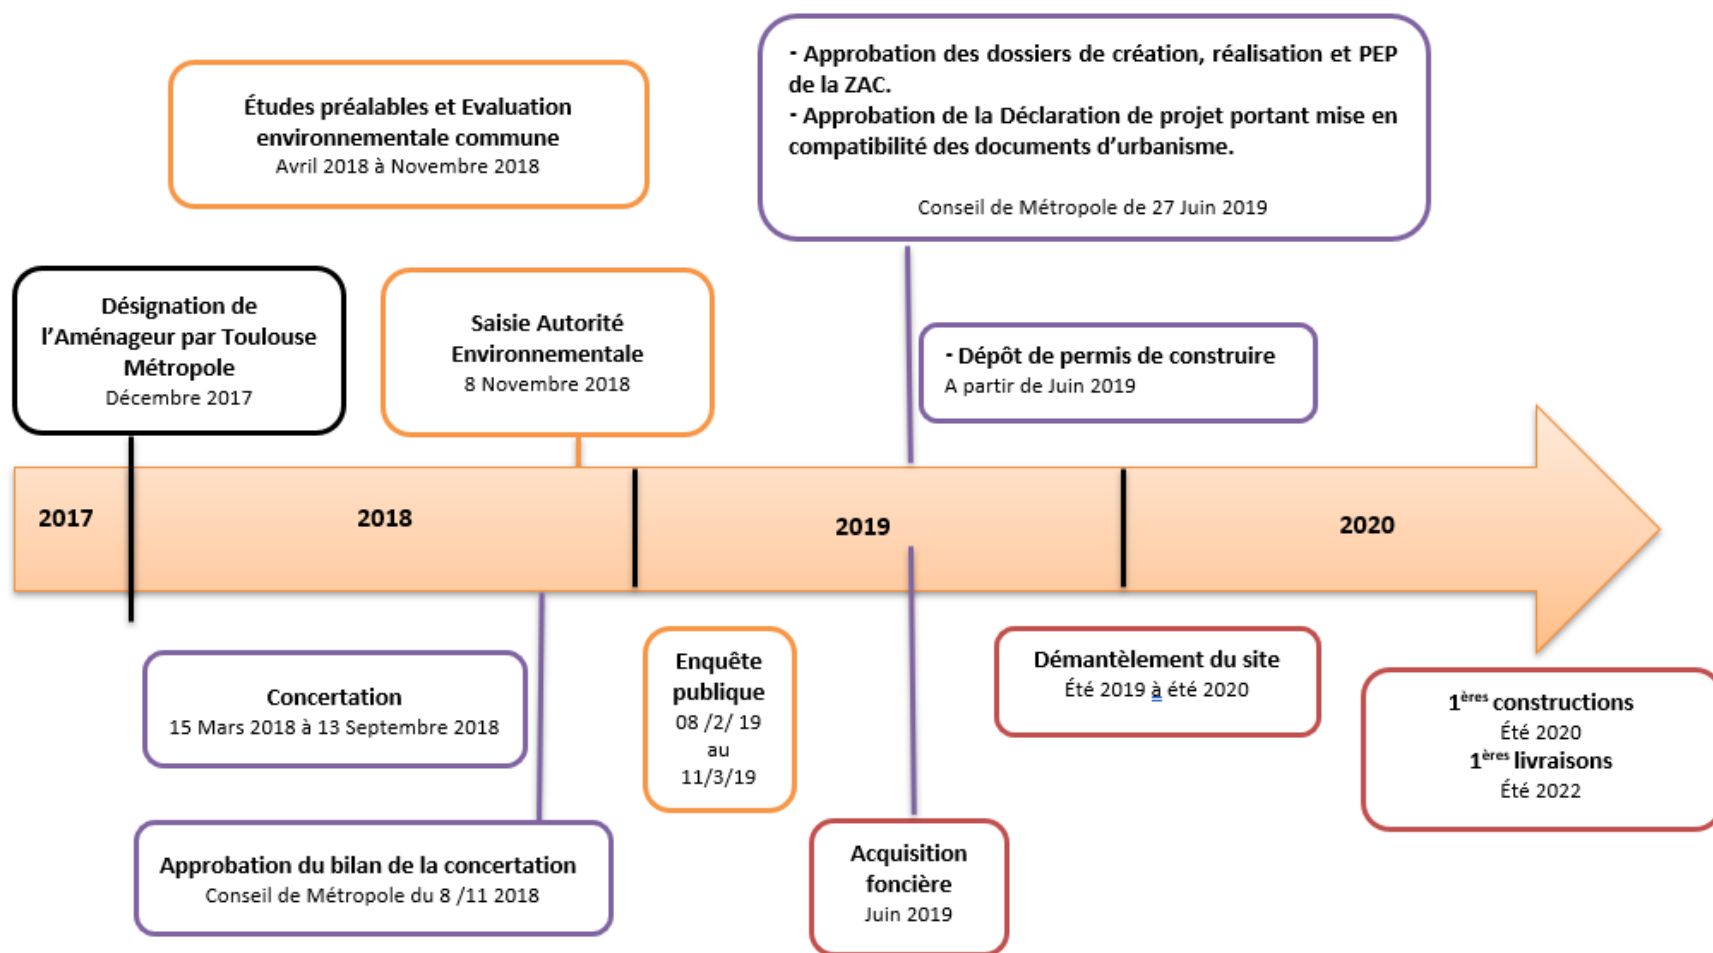 Études préalables et Evaluation
environnementale commune
Avril 2018 à Novembre 2018
- Approbation des dossiers de création, réalisation et PEP
de la ZAC.
- Approbation de la Déclaration de projet portant mise en
compatibilité des documents d’urbanisme.
Conseil de Métropole de 27 Juin 2019
Désignation de
l’Aménageur par Toulouse
Métropole
Décembre 2017
Saisie Autorité
Environnementale
8 Novembre 2018
- Dépôt de permis de construire
A partir de Juin 2019
2017
2018
2019
2020
Concertation
15 Mars 2018 à 13 Septembre 2018
Approbation du bilan de la concertation
Conseil de Métropole du 8 /11 2018
Enquête
publique
08 /2/ 19
au
11/3/19
Acquisition
foncière
Juin 2019
Démantèlement du site
Été 2019 à été 2020
1ères constructions
Été 2020
1ères livraisons
Été 2022